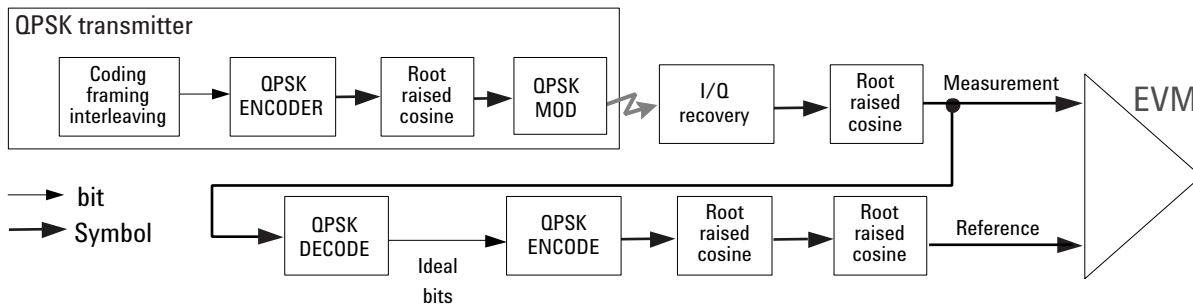 QPSK transmitter
Coding
framing
interleaving
QPSK
ENCODER
Root
raised
cosine
QPSK
MOD
I/Q
recovery
Root
raised
cosine
Measurement
EVM
bit
Symbol
QPSK
DECODE
Ideal
bits
QPSK
ENCODE
Root
raised
cosine
Root
raised
cosine
Reference